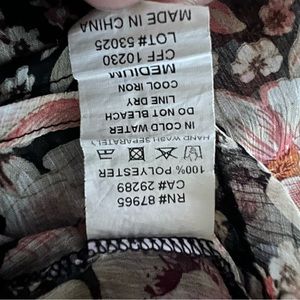 RN# 87965
CA# 29289
100% POLYESTER
HAND WASH SEPARATELY
IN COLD WATER
DO NOT BLEACH
LINE DRY
COOL IRON
MEDIUM
CFF 10230
LOT# 53025
MADE IN CHINA